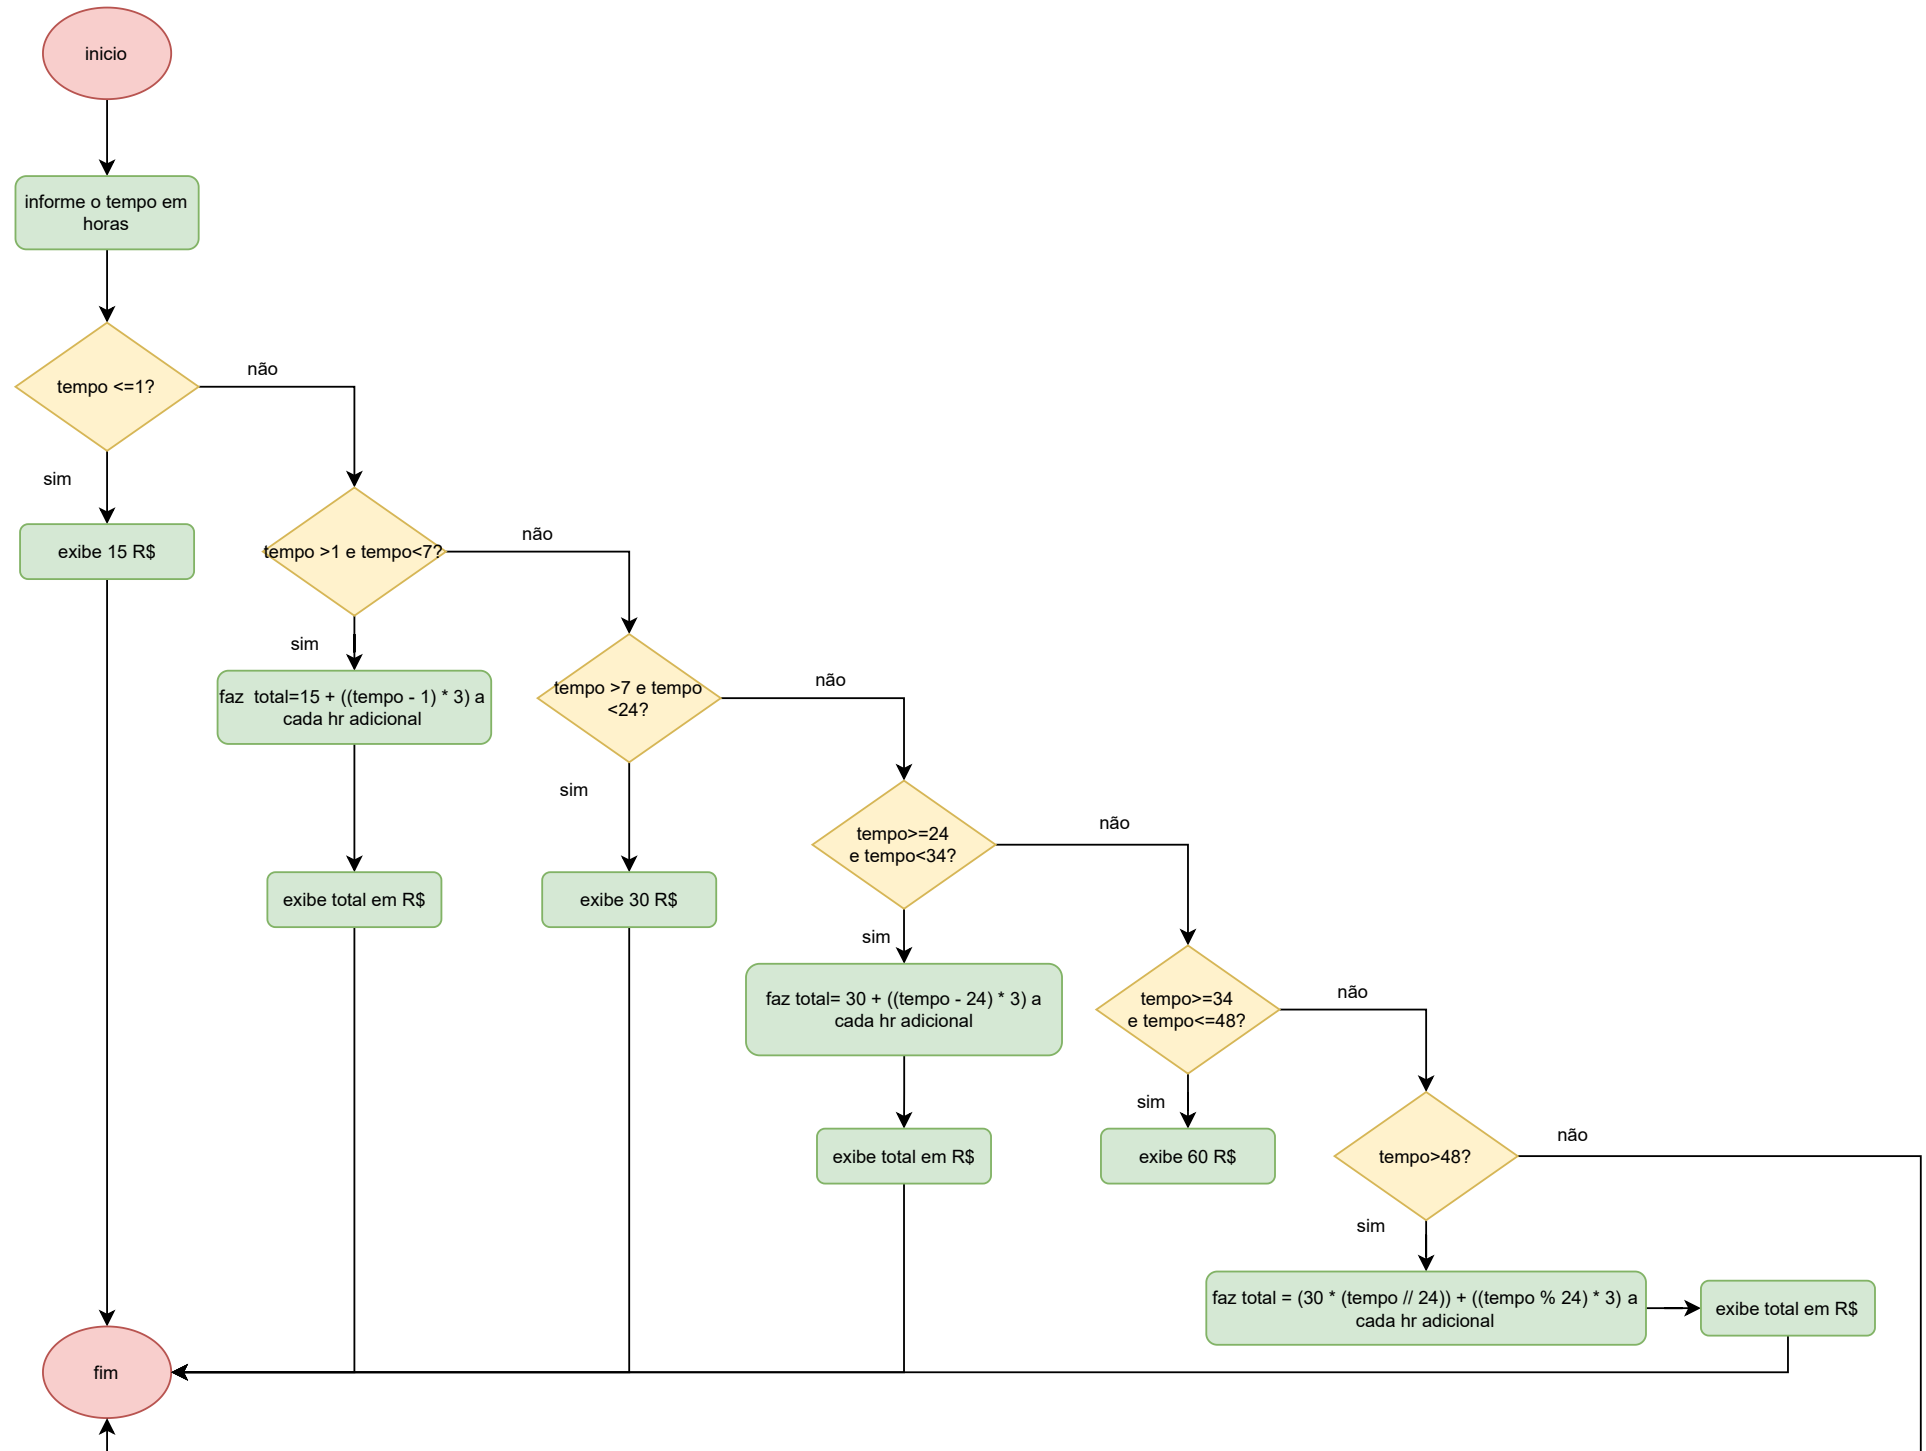 inicio
informe o tempo em
horas
tempo <=1?
não
sim
exibe 15 R$
tempo >1 e tempo<7?
não
sim
faz  total=15 + ((tempo - 1) * 3) a
cada hr adicional
exibe total em R$
tempo >7 e tempo
<24?
não
sim
exibe 30 R$
tempo>=24
e tempo<34?
não
sim
faz total= 30 + ((tempo - 24) * 3) a
cada hr adicional
exibe total em R$
tempo>=34
e tempo<=48?
não
sim
exibe 60 R$
tempo>48?
não
sim
faz total = (30 * (tempo // 24)) + ((tempo % 24) * 3) a
cada hr adicional
exibe total em R$
fim